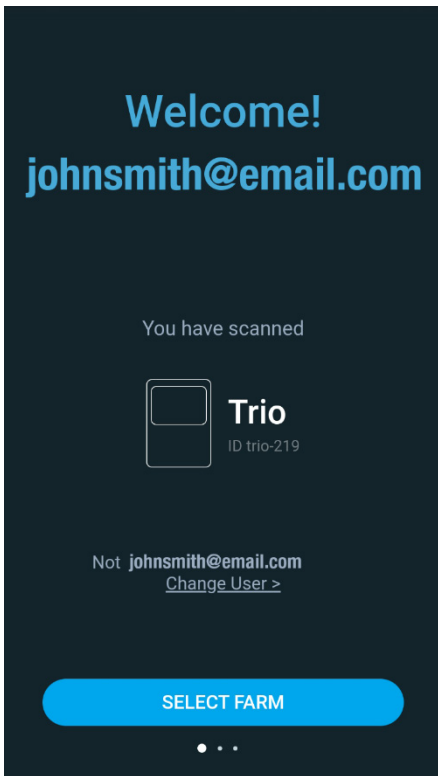 Welcome!
johnsmith@email.com
You have scanned
Trio
ID trio-219
Not johnsmith@email.com
Change User >
SELECT FARM